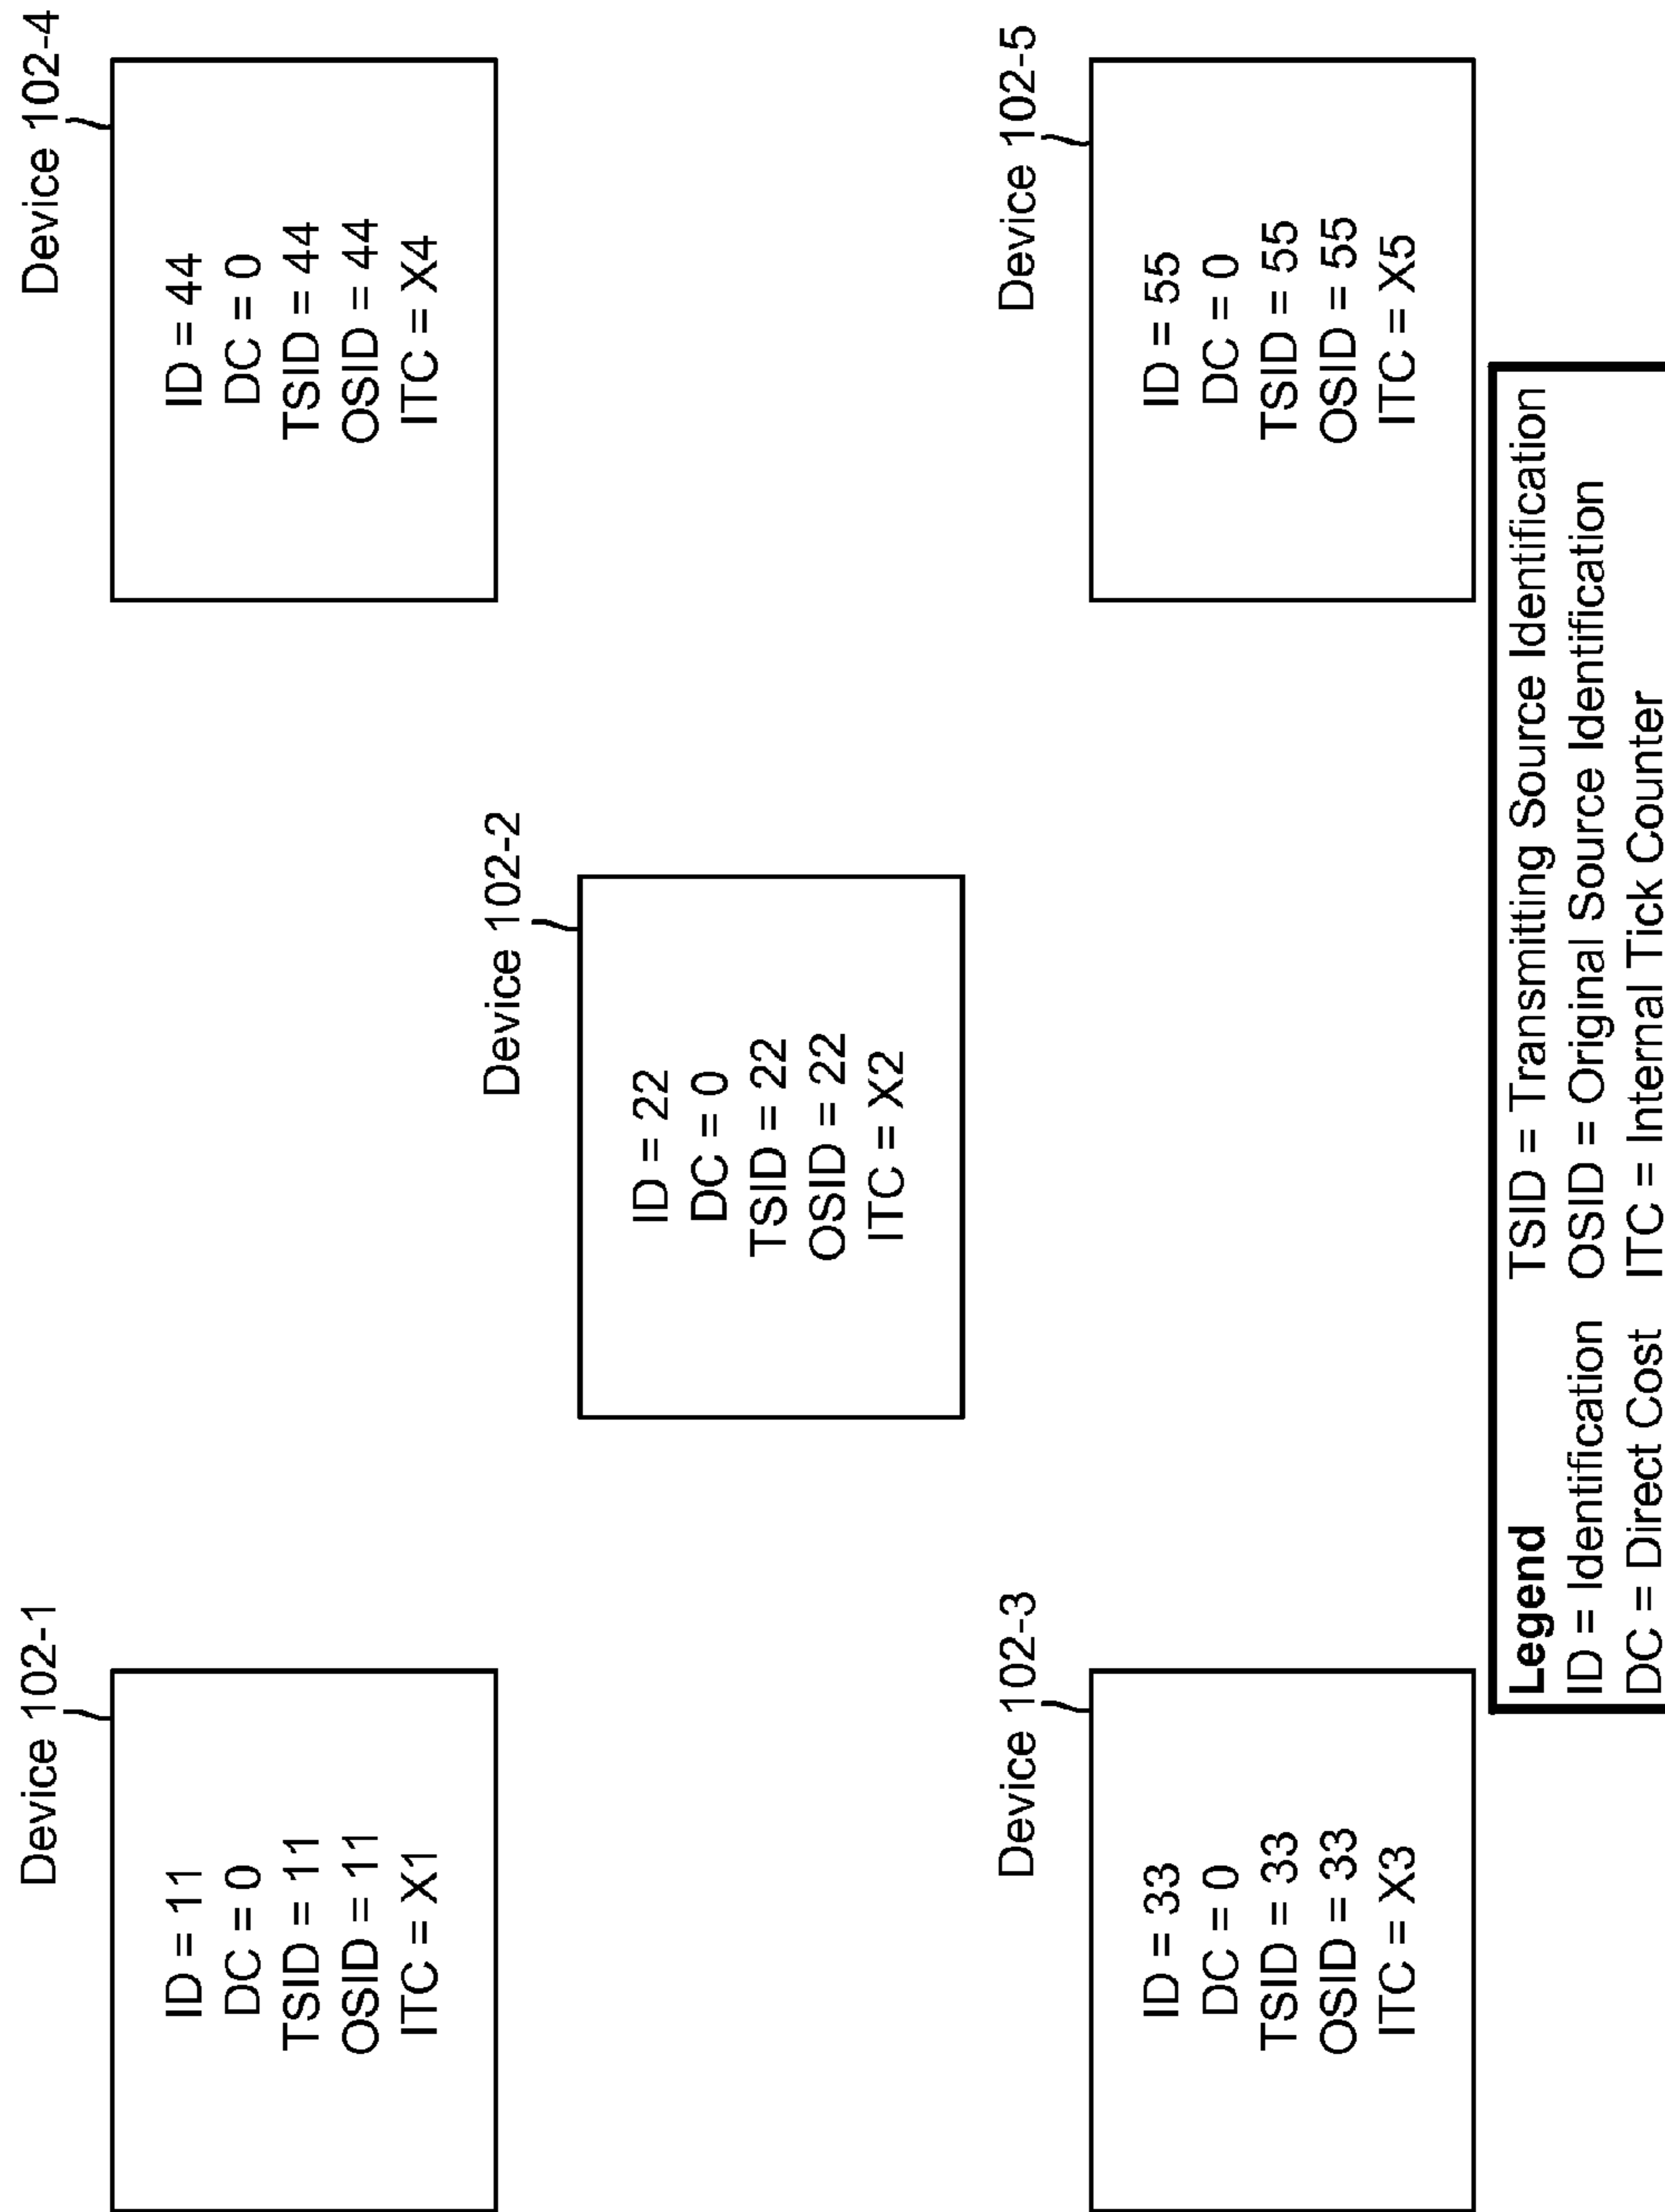 Device 102-1
ID = 11
DC = 0
TSID = 11
OSID = 11
ITC = X1
Device 102-4
ID = 44
DC = 0
TSID = 44
OSID = 44
ITC = X4
Device 102-2
ID = 22
DC = 0
TSID = 22
OSID = 22
ITC = X2
Device 102-3
ID = 33
DC = 0
TSID = 33
OSID = 33
ITC = X3
Device 102-5
ID = 55
DC = 0
TSID = 55
OSID = 55
ITC = X5
Legend TSID = Transmitting Source Identification
ID = Identification OSID = Original Source Identification
DC = Direct Cost ITC = Internal Tick Counter